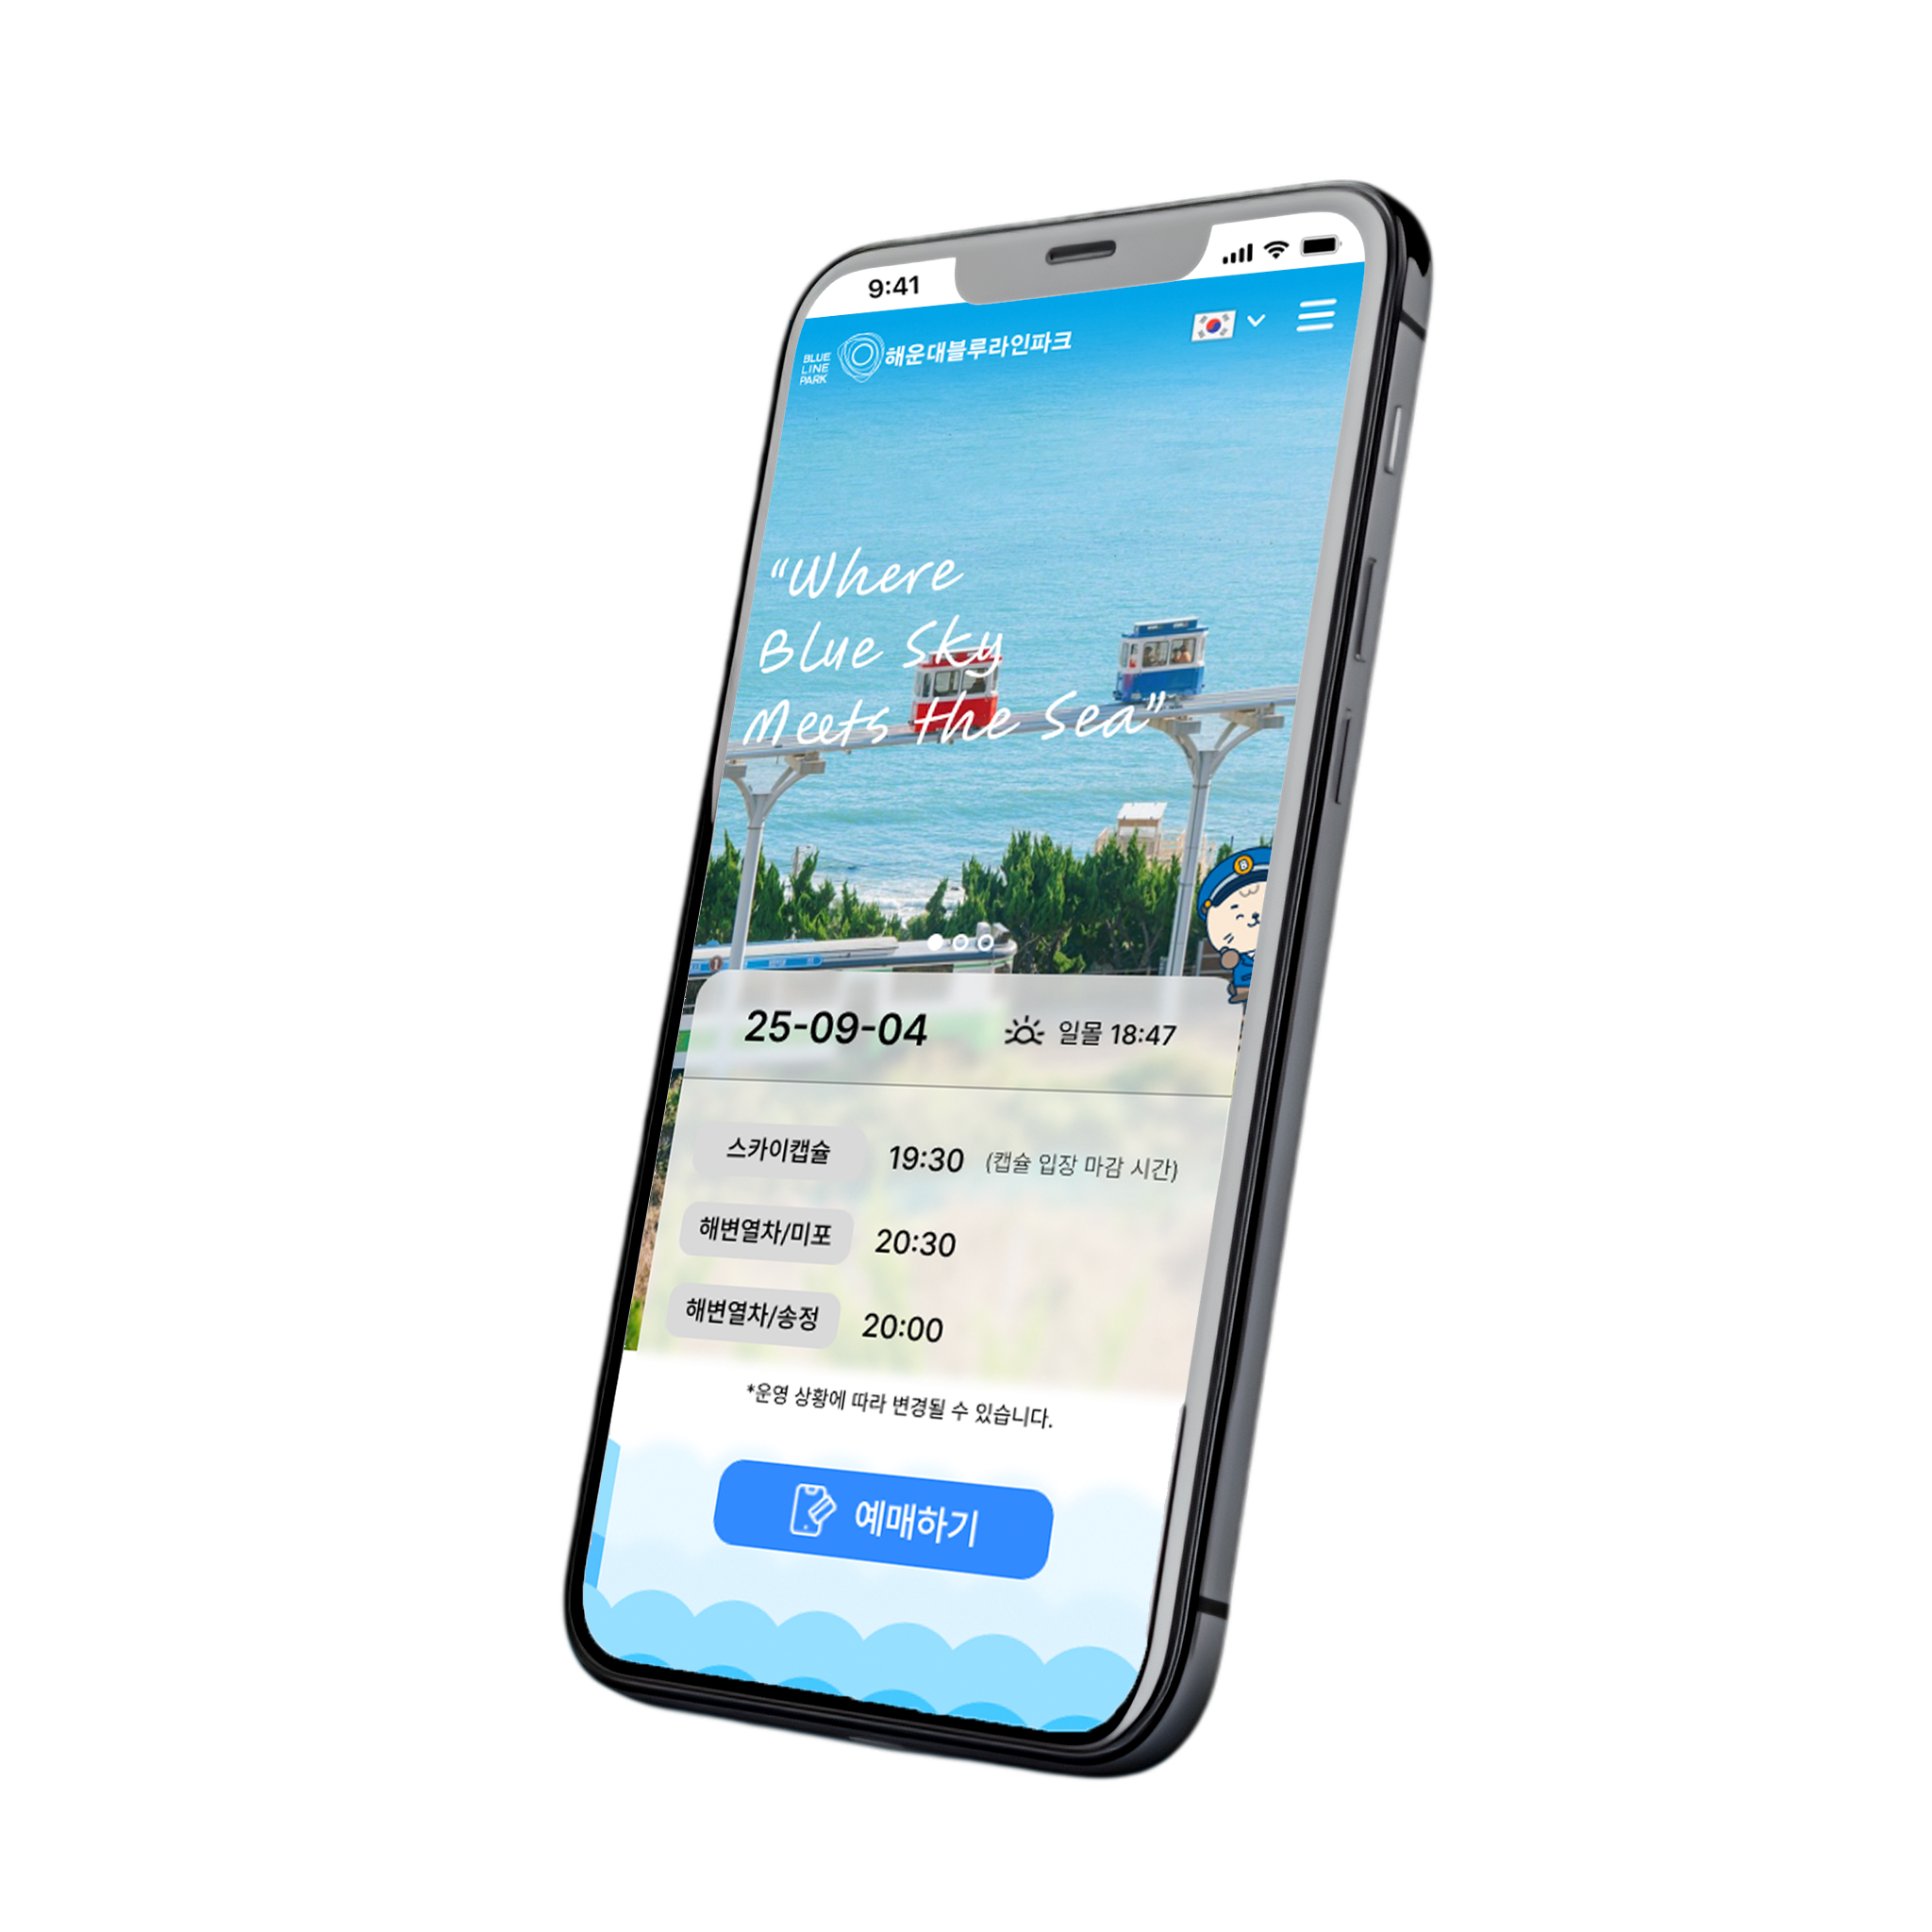 9:41
BLUE
LINE
PARK
해운대블루라인파크
“Where
Blue Sky
Meets the Sea”
25-09-04
일몰 18:47
스카이캡슐 19:30 (캡슐 입장 마감 시간)
해변열차/미포 20:30
해변열차/송정 20:00
*운영 상황에 따라 변경될 수 있습니다.
예매하기